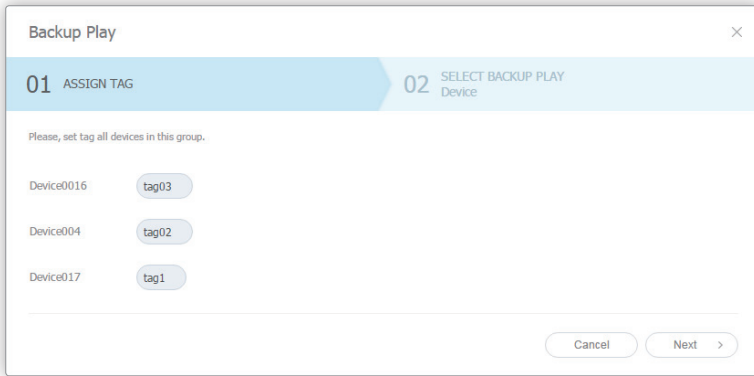 Backup Play
01 ASSIGN TAG
02 SELECT BACKUP PLAY
Device
Please, set tag all devices in this group.
Device0016 tag03
Device004 tag02
Device017 tag1
Cancel Next